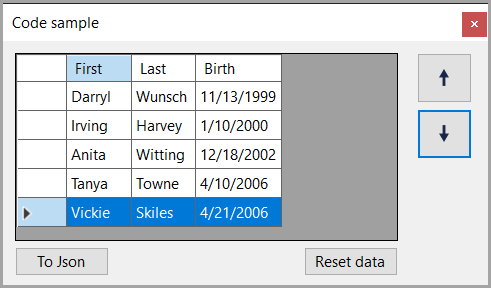 Code sample
First Last Birth
Darryl Wunsch 11/13/1999
Irving Harvey 1/10/2000
Anita Witting 12/18/2002
Tanya Towne 4/10/2006
Vickie Skiles 4/21/2006
To Json Reset data